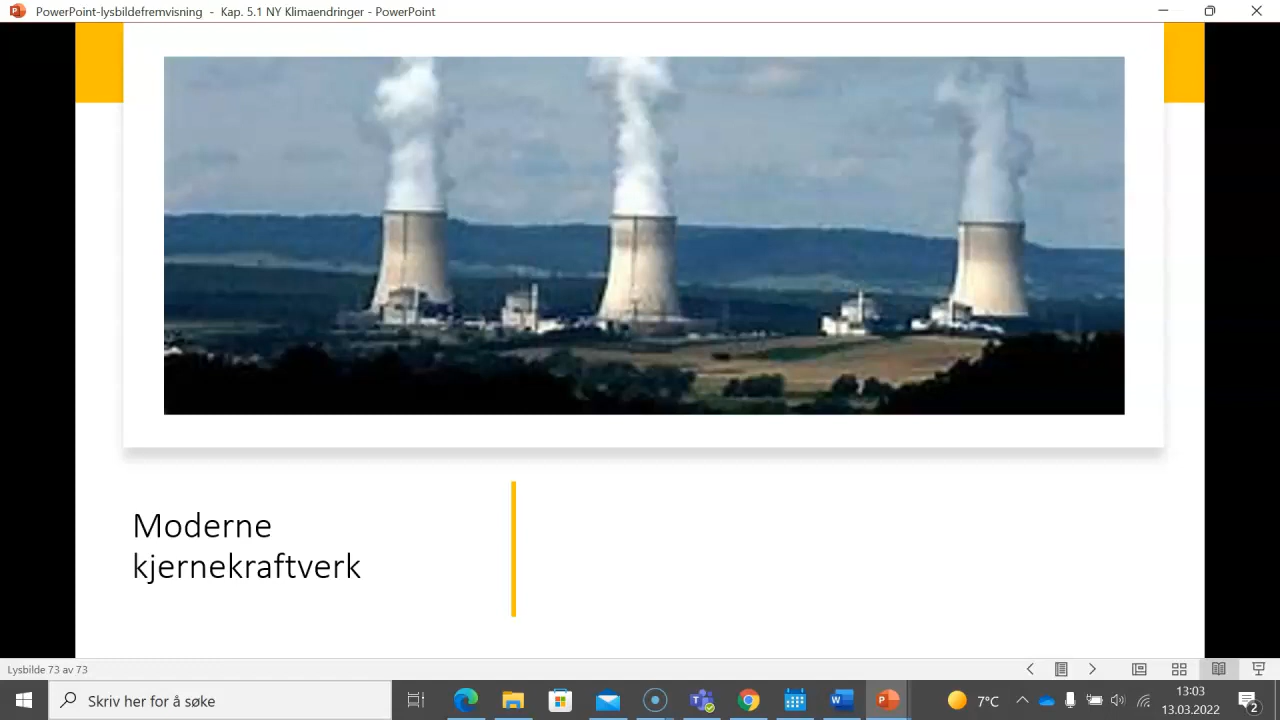 PowerPoint-lysbildefremvisning - Kap. 5.1 NY Klimaendringer - PowerPoint
Moderne
kjernekraftverk
Lysbilde 73 av 73
Skriv her for å søke
7°C
13:03
13.03.2022
2